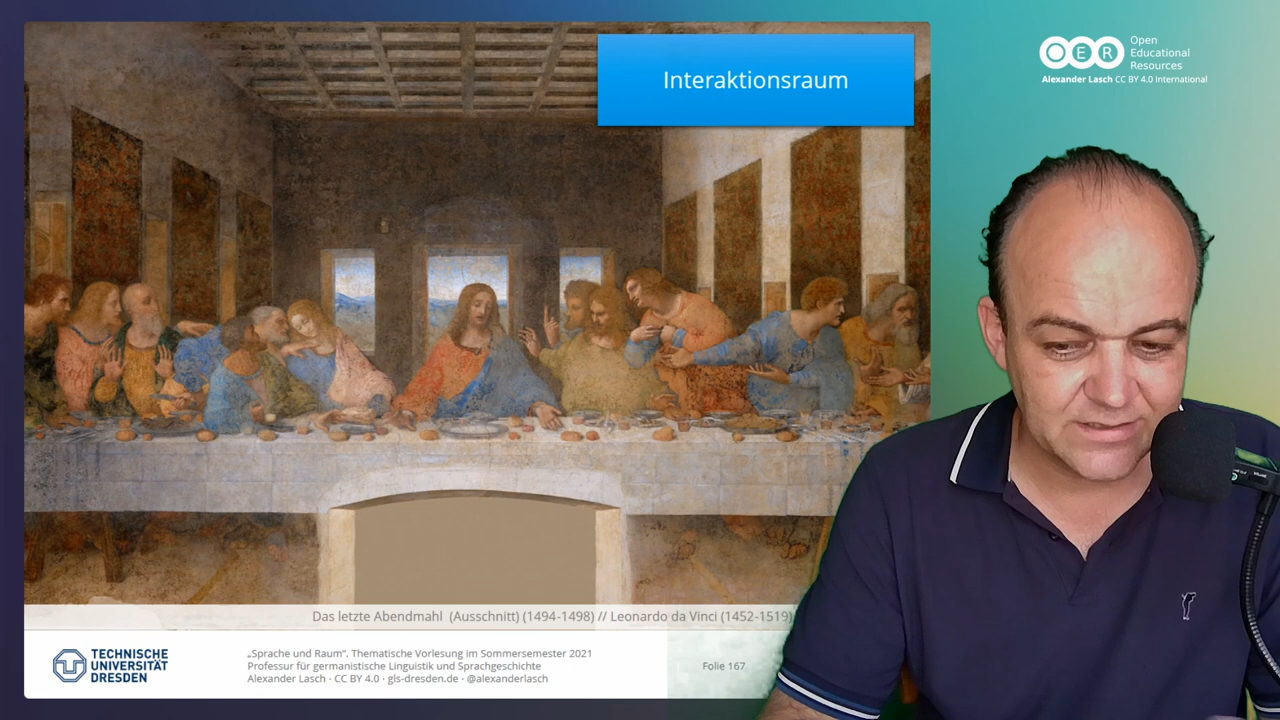 Interaktionsraum
OER
Open
Educational
Resources
Alexander Lasch CC BY 4.0 International
Das letzte Abendmahl (Ausschnitt) (1494-1498) // Leonardo da Vinci (1452-1519)
TECHNISCHE
UNIVERSITÄT
DRESDEN
„Sprache und Raum“. Thematische Vorlesung im Sommersemester 2021
Professur für germanistische Linguistik und Sprachgeschichte
Alexander Lasch · CC BY 4.0 · gls-dresden.de · @alexanderlasch
Folie 167